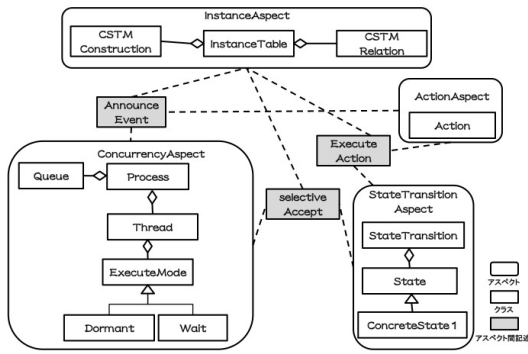 InstanceAspect
CSTM
Construction
InstanceTable
CSTM
Relation
Announce
Event
ActionAspect
Action
Execute
Action
ConcurrencyAspect
Queue
Process
Thread
ExecuteMode
Dormant
Wait
selective
Accept
StateTransition
Aspect
StateTransition
State
ConcreteState1
アスペクト
クラス
アスペクト間記述